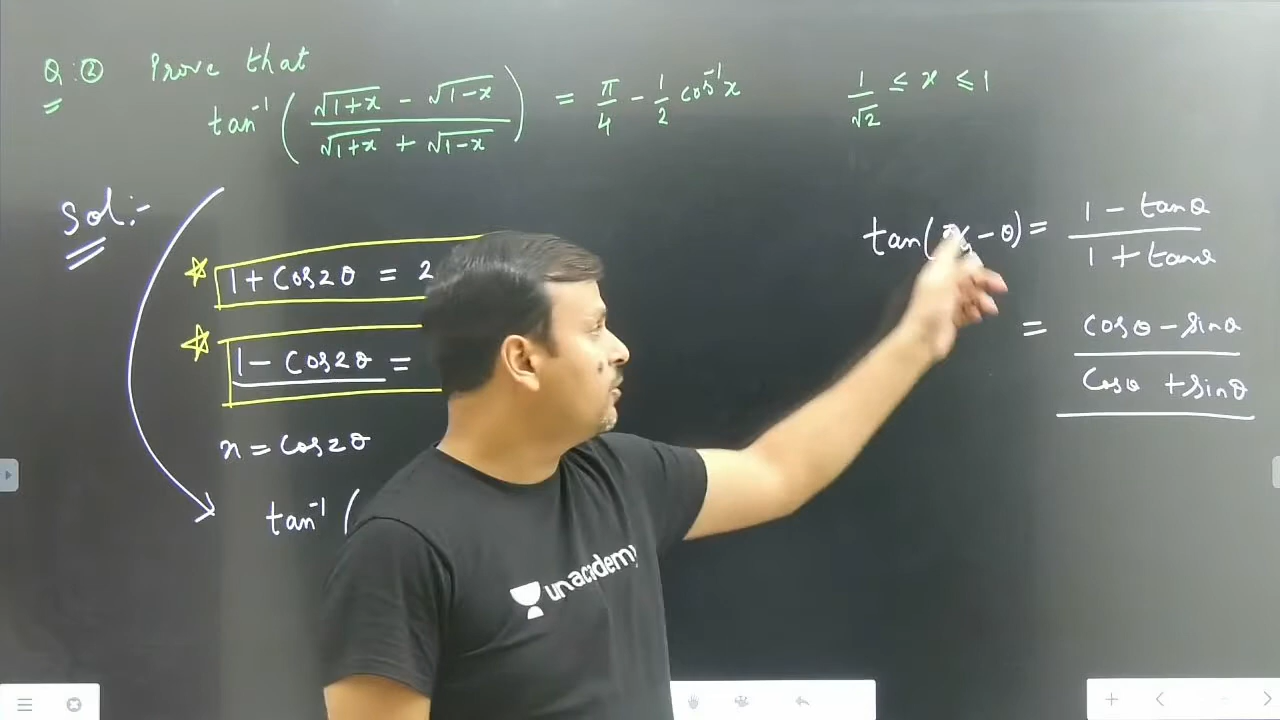 Q:② Prove that
tan⁻¹ ( (√1+x − √1−x) / (√1+x + √1−x) ) = π/4 − 1/2 cos⁻¹x 1/√2 ≤ x ≤ 1
Sol:-
1 + Cos2θ = 2
1 − Cos2θ =
x = Cos2θ
tan⁻¹ (
tan(π/4 − θ) = (1 − tanθ) / (1 + tanθ)
= (Cosθ − sinθ) / (Cosθ + sinθ)
unacademy